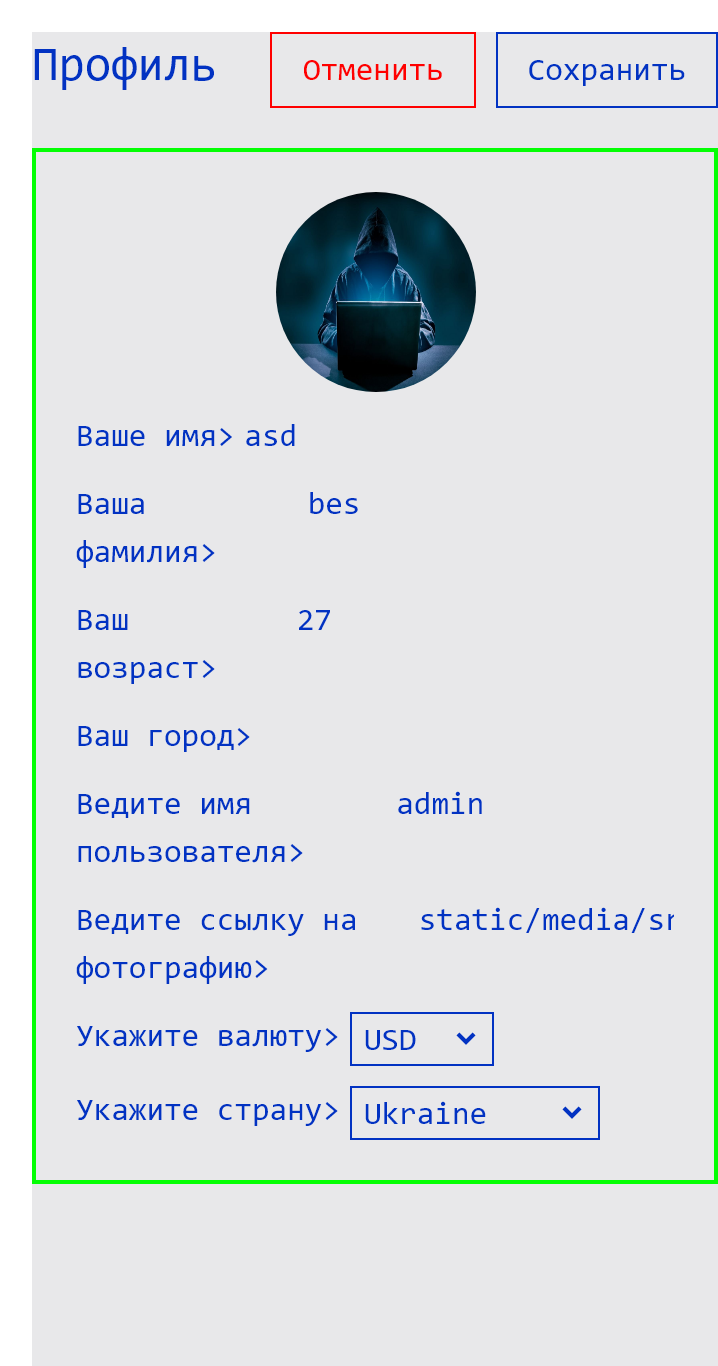 Профиль Отменить Сохранить
Ваше имя> asd
Ваша bes
фамилия>
Ваш 27
возраст>
Ваш город>
Ведите имя admin
пользователя>
Ведите ссылку на static/media/sr
фотографию>
Укажите валюту> USD
Укажите страну> Ukraine